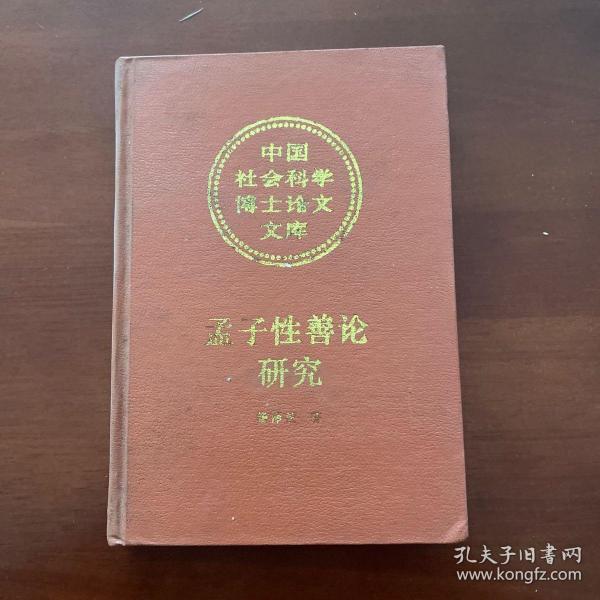 中国
社会科学
博士论文
文库
孟子性善论
研究
孔夫子旧书网
www.kongfz.com